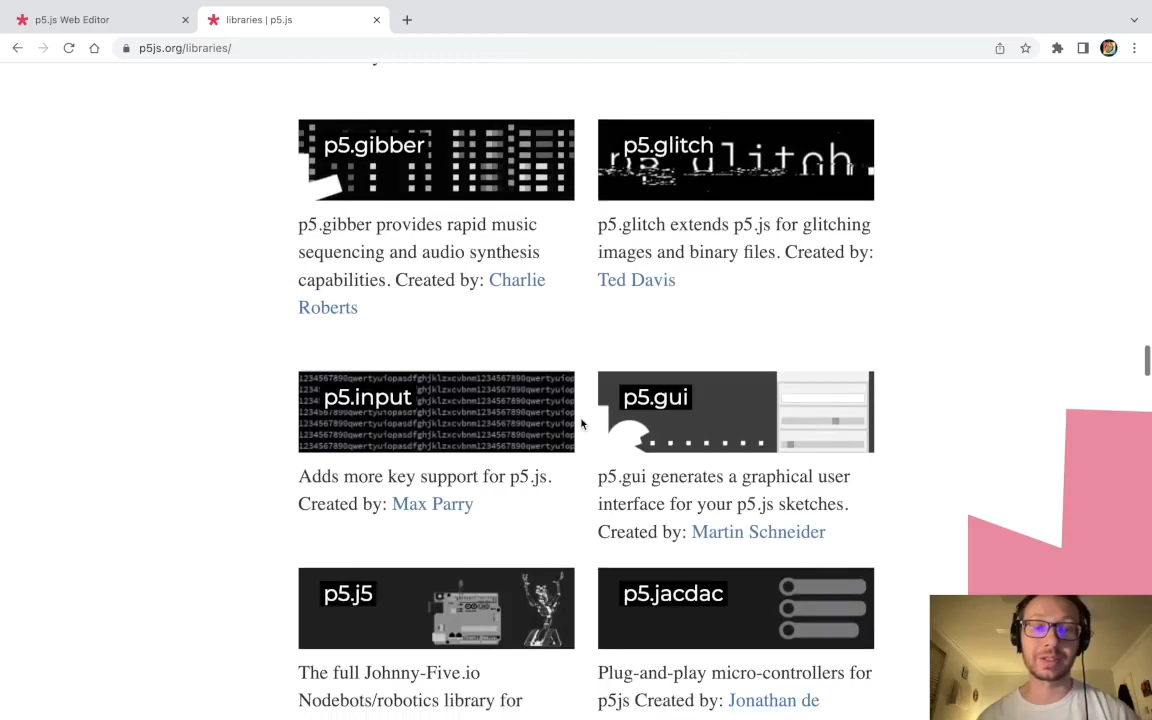 p5.js Web Editor
libraries | p5.js
p5js.org/libraries/
p5.gibber
p5.glitch
p5.gibber provides rapid music
sequencing and audio synthesis
capabilities. Created by: Charlie
Roberts
p5.glitch extends p5.js for glitching
images and binary files. Created by:
Ted Davis
p5.input
p5.gui
Adds more key support for p5.js.
Created by: Max Parry
p5.gui generates a graphical user
interface for your p5.js sketches.
Created by: Martin Schneider
p5.j5
p5.jacdac
The full Johnny-Five.io
Nodebots/robotics library for
Plug-and-play micro-controllers for
p5js Created by: Jonathan de